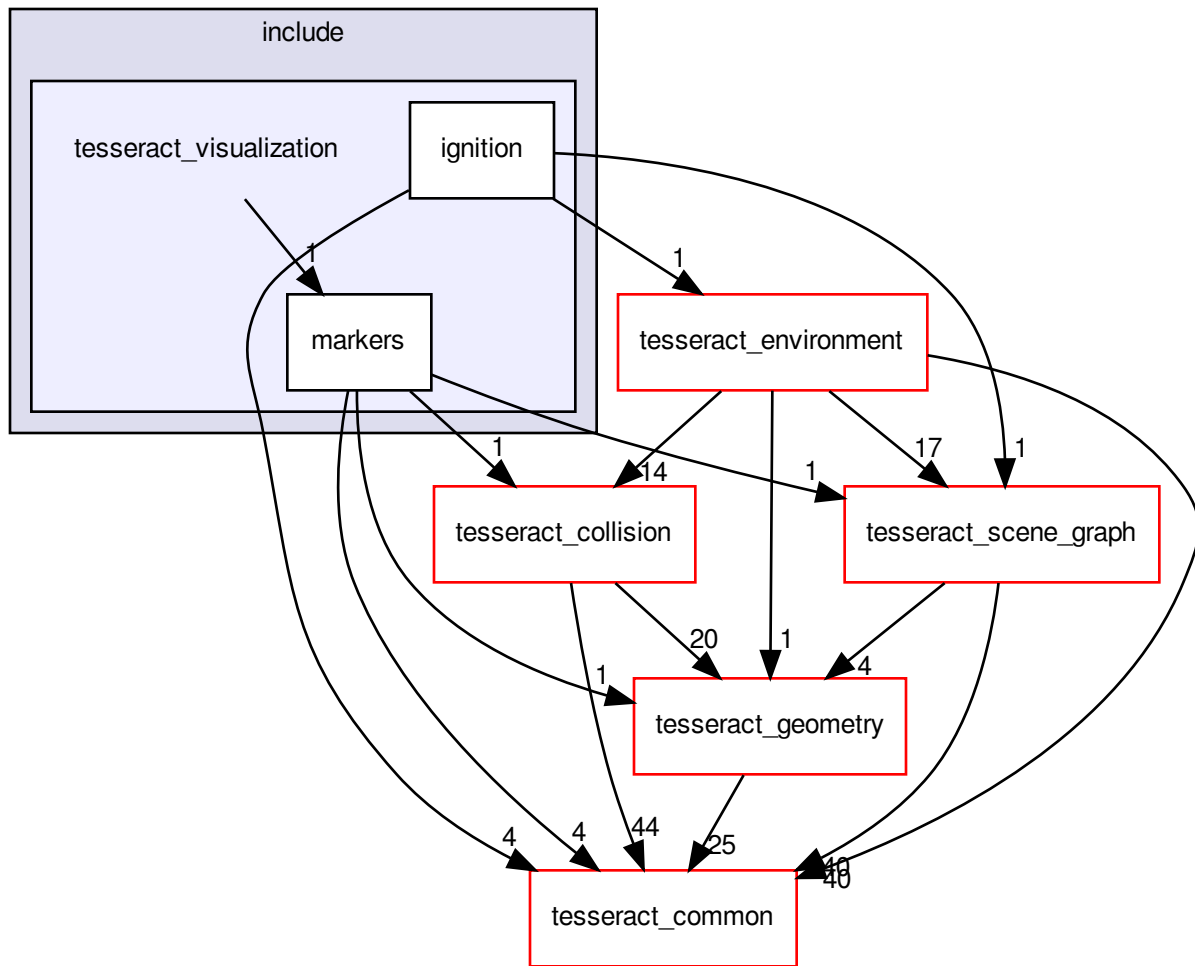 include
tesseract_visualization
ignition
1
1
markers
tesseract_environment
1
14
1
17
1
tesseract_collision
tesseract_scene_graph
20
1
1
4
tesseract_geometry
4
4
44
25
40
40
tesseract_common